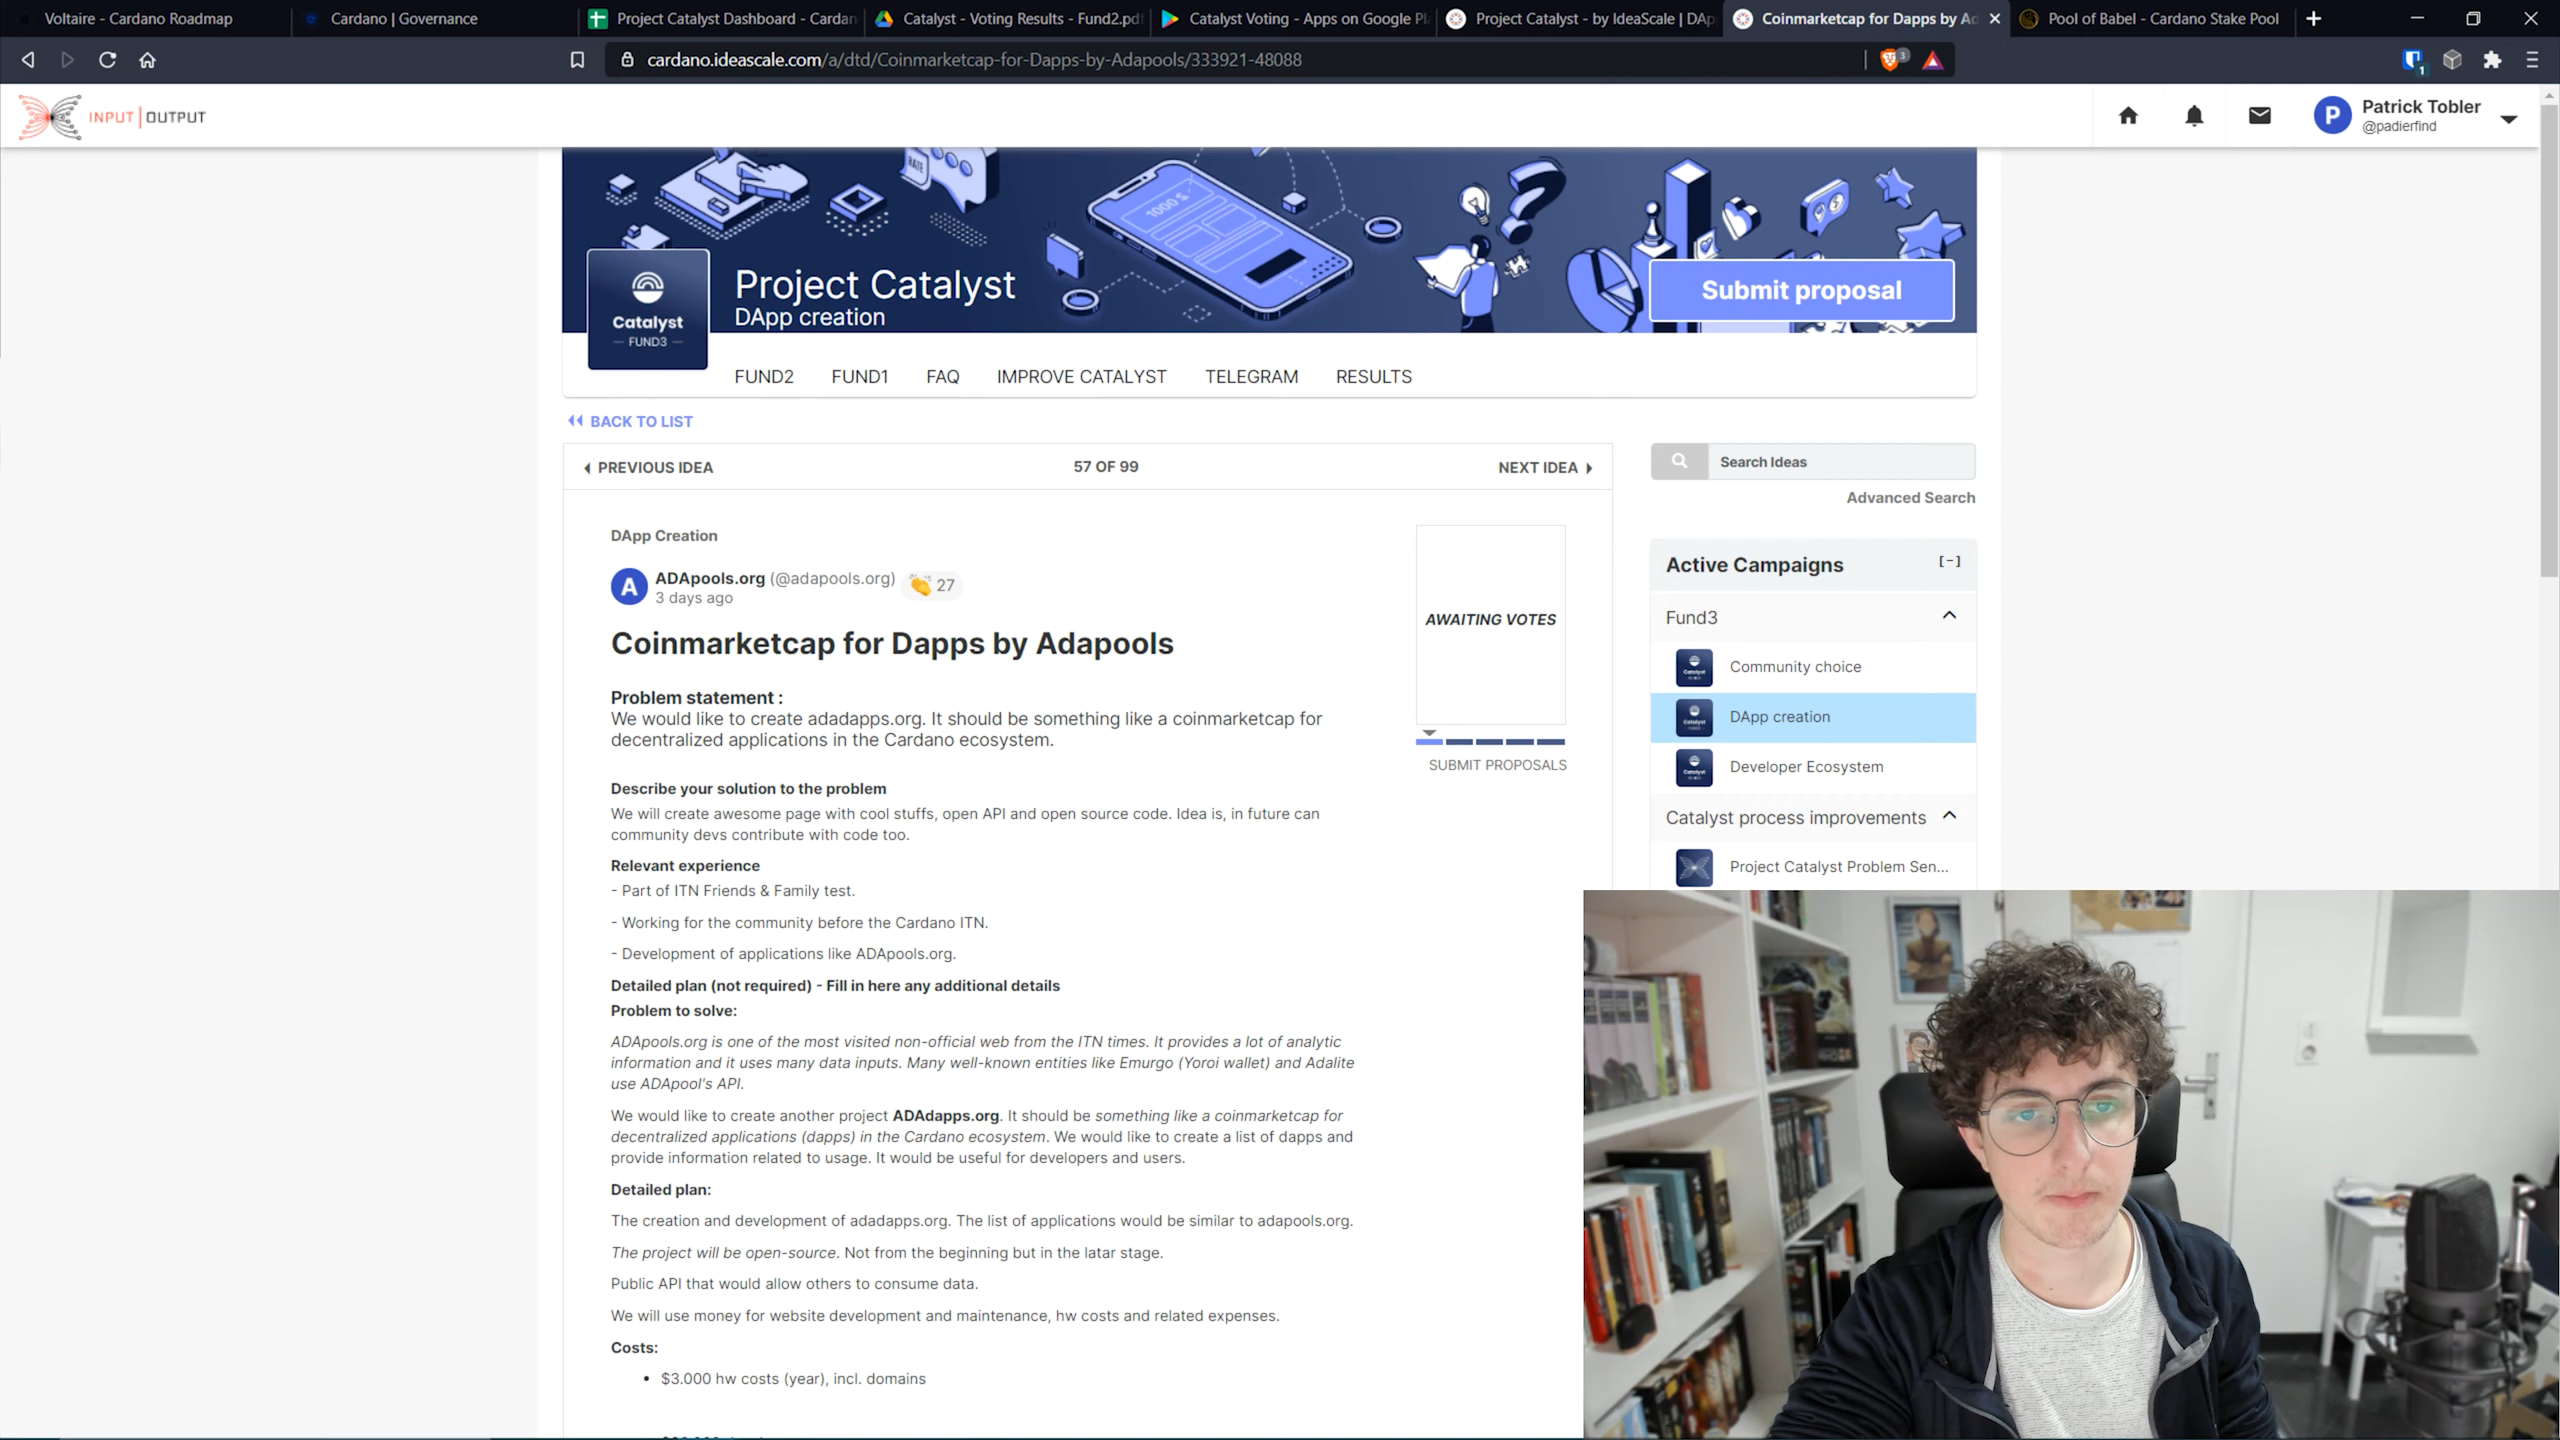 Voltaire - Cardano Roadmap
Cardano | Governance
Project Catalyst Dashboard - Cardan
Catalyst - Voting Results - Fund2.pdf
Catalyst Voting - Apps on Google Pl
Project Catalyst - by IdeaScale | DAp
Coinmarketcap for Dapps by Ad
Pool of Babel - Cardano Stake Pool
cardano.ideascale.com/a/dtd/Coinmarketcap-for-Dapps-by-Adapools/333921-48088
3
1
INPUT | OUTPUT
P
Patrick Tobler
@padierfind
RATE
1000 $
Project Catalyst
DApp creation
Submit proposal
Catalyst
FUND3
FUND2
FUND1
FAQ
IMPROVE CATALYST
TELEGRAM
RESULTS
BACK TO LIST
PREVIOUS IDEA
57 OF 99
NEXT IDEA
Search Ideas
Advanced Search
DApp Creation
A
ADApools.org (@adapools.org)
27
3 days ago
AWAITING VOTES
SUBMIT PROPOSALS
Coinmarketcap for Dapps by Adapools
Problem statement :
We would like to create adadapps.org. It should be something like a coinmarketcap for
decentralized applications in the Cardano ecosystem.
Describe your solution to the problem
We will create awesome page with cool stuffs, open API and open source code. Idea is, in future can
community devs contribute with code too.
Relevant experience
- Part of ITN Friends & Family test.
- Working for the community before the Cardano ITN.
- Development of applications like ADApools.org.
Detailed plan (not required) - Fill in here any additional details
Problem to solve:
ADApools.org is one of the most visited non-official web from the ITN times. It provides a lot of analytic
information and it uses many data inputs. Many well-known entities like Emurgo (Yoroi wallet) and Adalite
use ADApool's API.
We would like to create another project ADAdapps.org. It should be something like a coinmarketcap for
decentralized applications (dapps) in the Cardano ecosystem. We would like to create a list of dapps and
provide information related to usage. It would be useful for developers and users.
Detailed plan:
The creation and development of adadapps.org. The list of applications would be similar to adapools.org.
The project will be open-source. Not from the beginning but in the latar stage.
Public API that would allow others to consume data.
We will use money for website development and maintenance, hw costs and related expenses.
Costs:
• $3.000 hw costs (year), incl. domains
Active Campaigns
[-]
Fund3
Catalyst
Community choice
Catalyst
DApp creation
Catalyst
Developer Ecosystem
Catalyst process improvements
Project Catalyst Problem Sen...